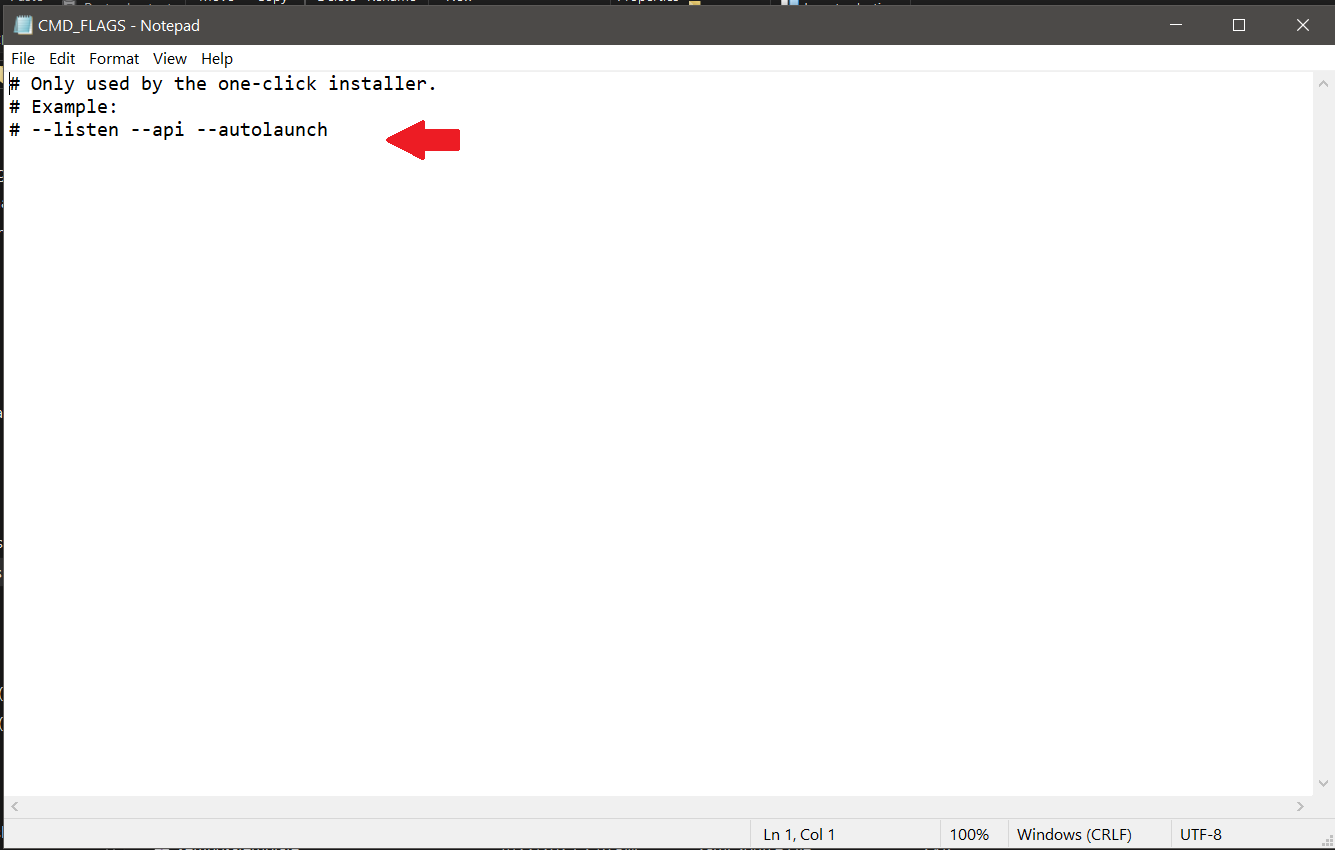 CMD_FLAGS - Notepad
File Edit Format View Help
# Only used by the one-click installer.
# Example:
# --listen --api --autolaunch
Ln 1, Col 1 100% Windows (CRLF) UTF-8